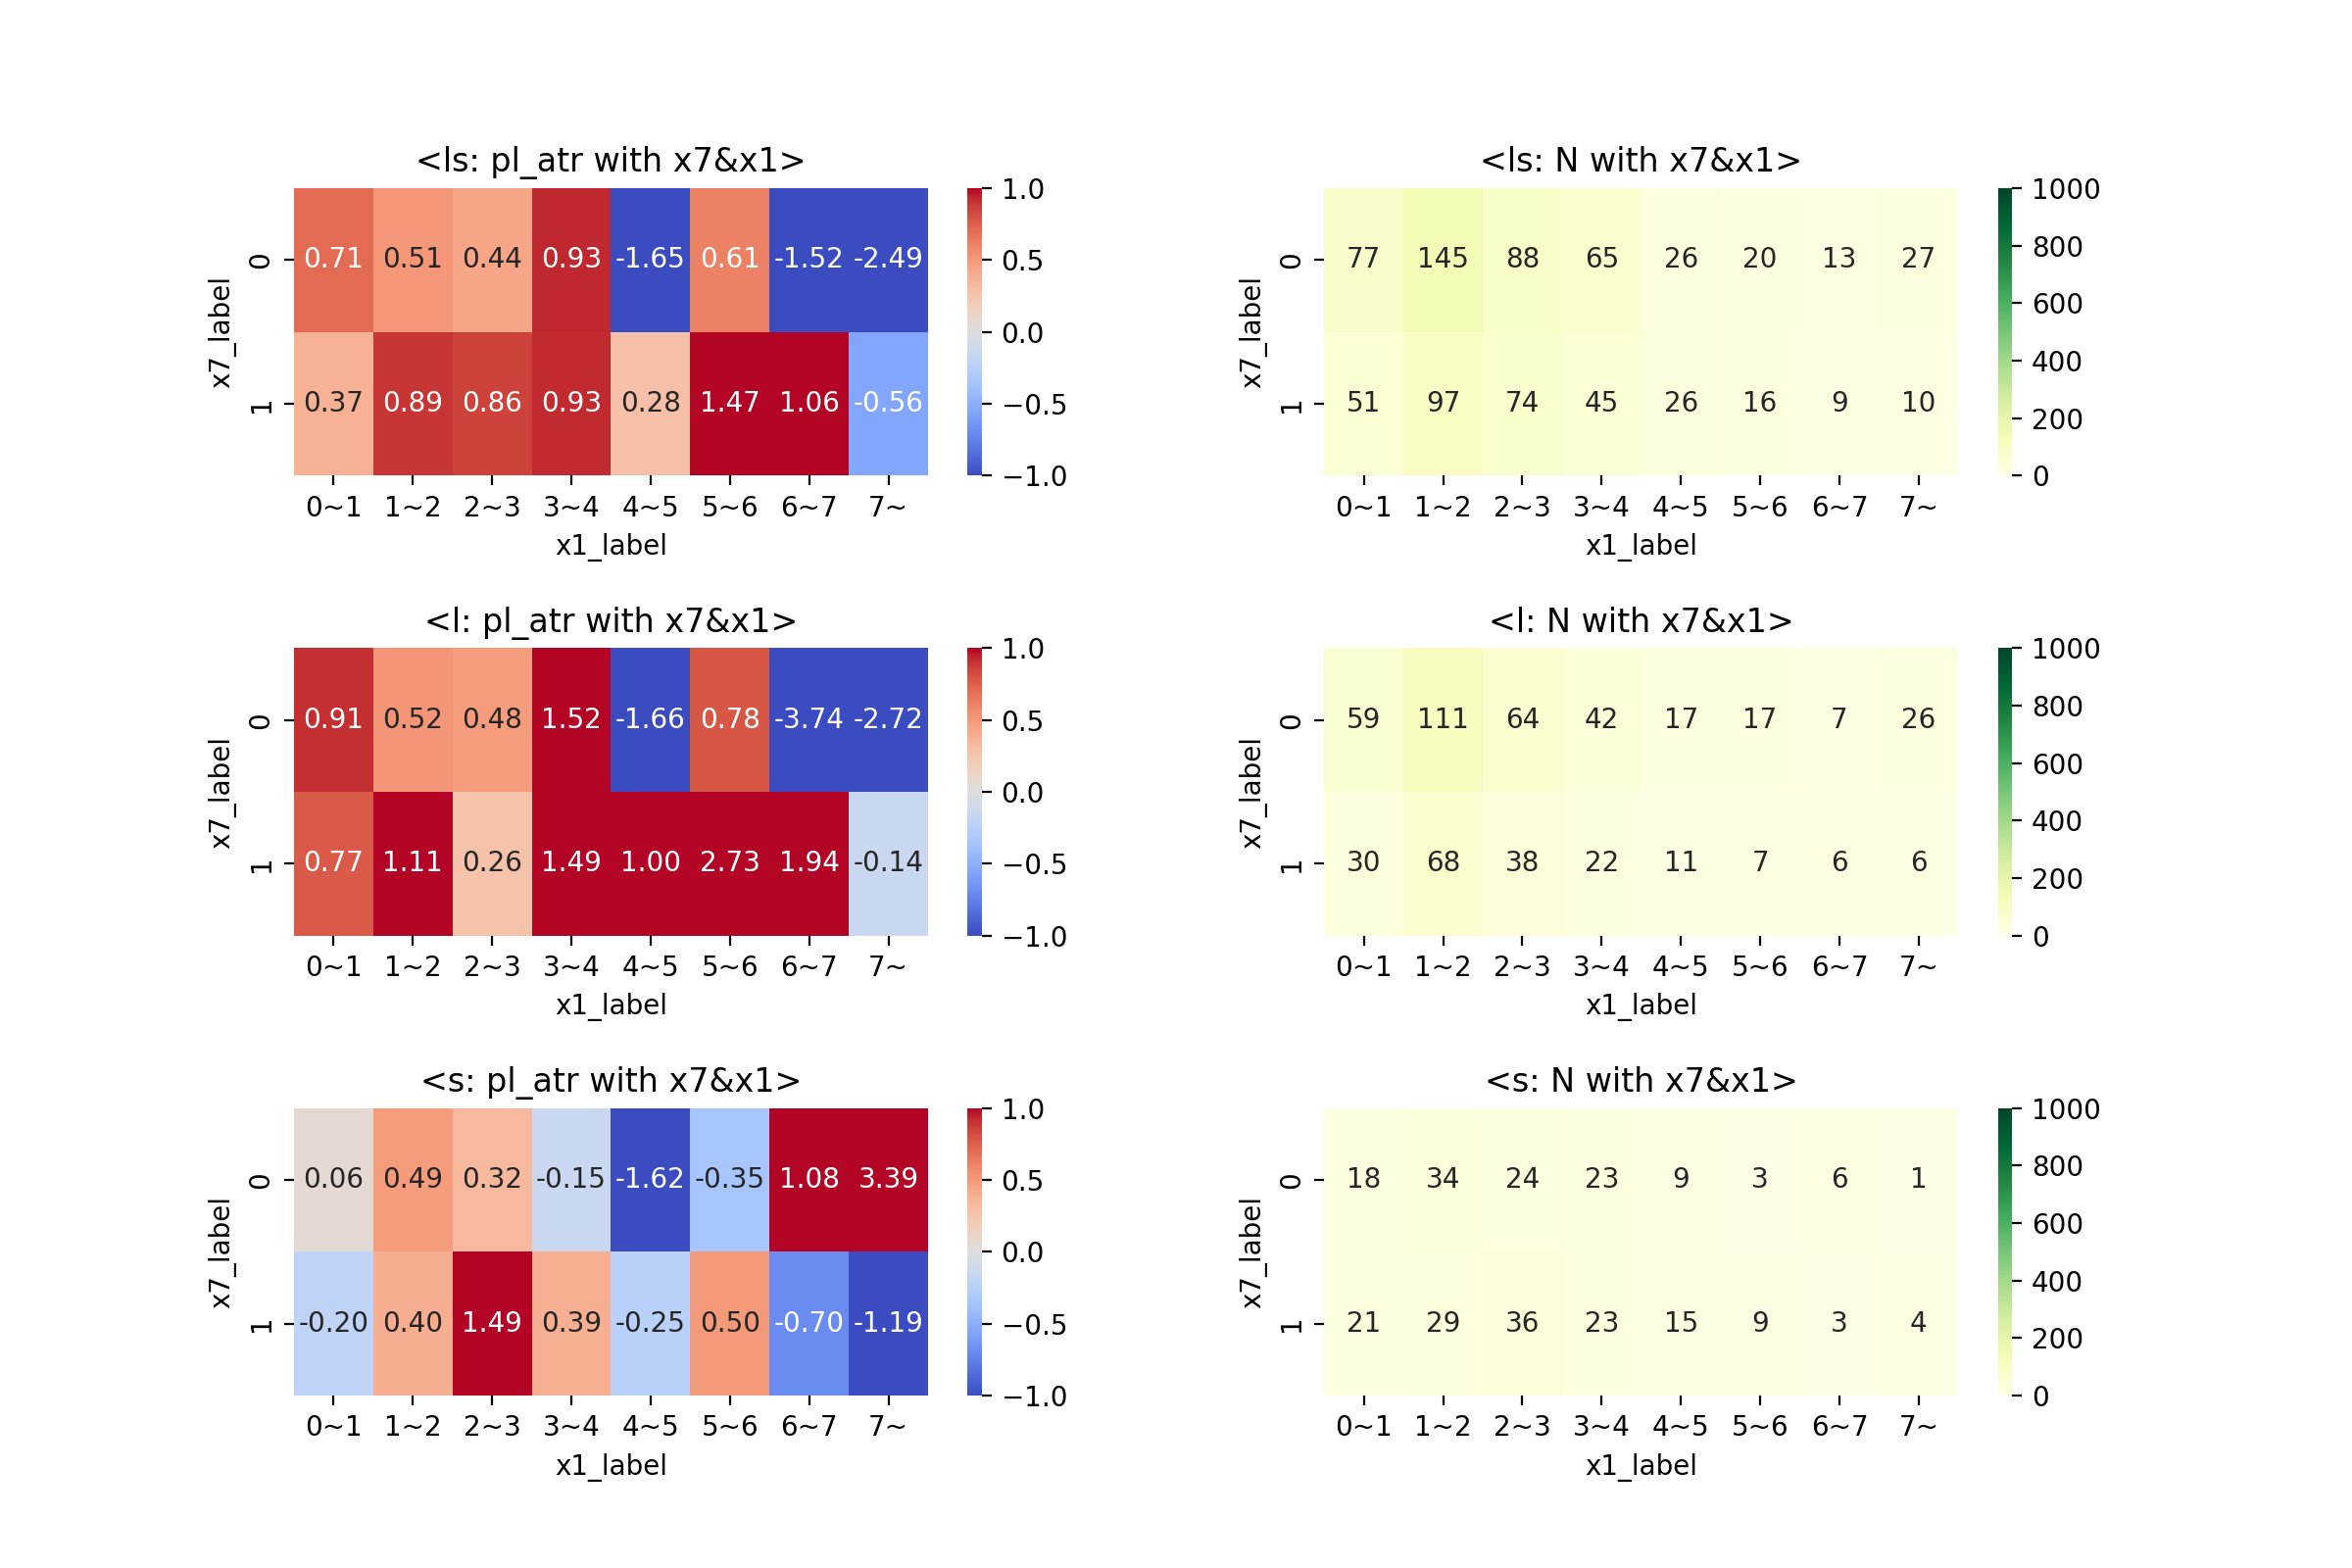 <ls: pl_atr with x7&x1>
x7_label
0
0.71 0.51 0.44 0.93 -1.65 0.61 -1.52 -2.49
1
0.37 0.89 0.86 0.93 0.28 1.47 1.06 -0.56
0~1 1~2 2~3 3~4 4~5 5~6 6~7 7~
x1_label
1.0
0.5
0.0
−0.5
−1.0
<ls: N with x7&x1>
x7_label
0
77 145 88 65 26 20 13 27
1
51 97 74 45 26 16 9 10
0~1 1~2 2~3 3~4 4~5 5~6 6~7 7~
x1_label
1000
800
600
400
200
0
<l: pl_atr with x7&x1>
x7_label
0
0.91 0.52 0.48 1.52 -1.66 0.78 -3.74 -2.72
1
0.77 1.11 0.26 1.49 1.00 2.73 1.94 -0.14
0~1 1~2 2~3 3~4 4~5 5~6 6~7 7~
x1_label
1.0
0.5
0.0
−0.5
−1.0
<l: N with x7&x1>
x7_label
0
59 111 64 42 17 17 7 26
1
30 68 38 22 11 7 6 6
0~1 1~2 2~3 3~4 4~5 5~6 6~7 7~
x1_label
1000
800
600
400
200
0
<s: pl_atr with x7&x1>
x7_label
0
0.06 0.49 0.32 -0.15 -1.62 -0.35 1.08 3.39
1
-0.20 0.40 1.49 0.39 -0.25 0.50 -0.70 -1.19
0~1 1~2 2~3 3~4 4~5 5~6 6~7 7~
x1_label
1.0
0.5
0.0
−0.5
−1.0
<s: N with x7&x1>
x7_label
0
18 34 24 23 9 3 6 1
1
21 29 36 23 15 9 3 4
0~1 1~2 2~3 3~4 4~5 5~6 6~7 7~
x1_label
1000
800
600
400
200
0